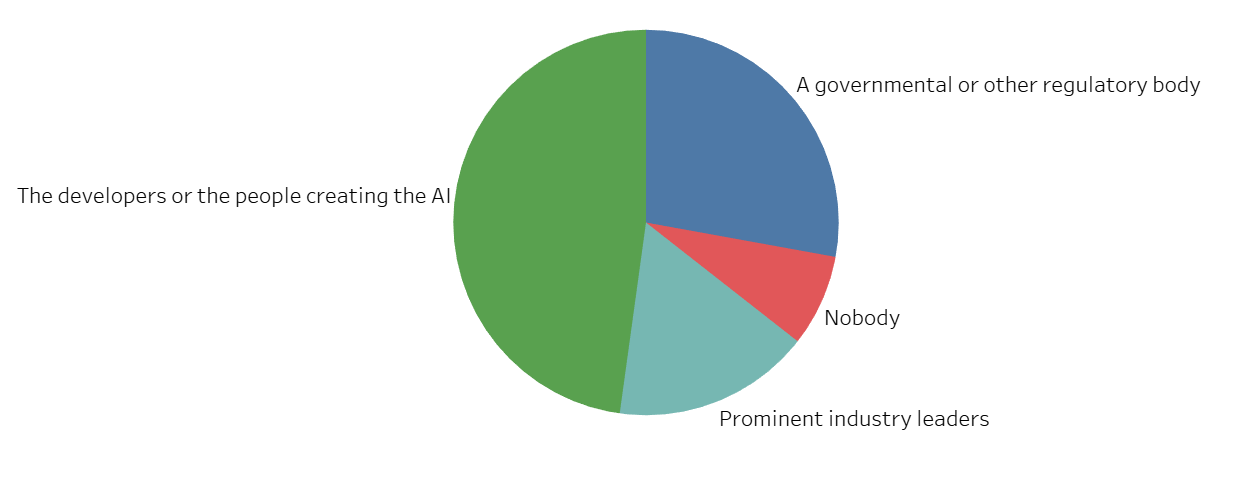 A governmental or other regulatory body
The developers or the people creating the AI
Nobody
Prominent industry leaders